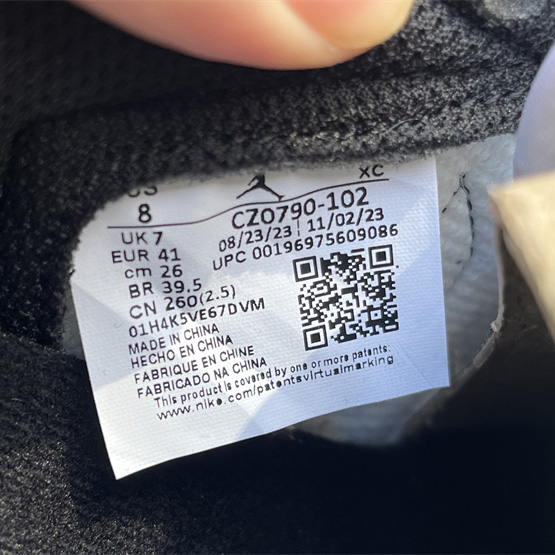 US
XC
8
CZ0790-102
UK 7
08/23/23 11/02/23
EUR 41
UPC 00196975609086
cm 26
BR 39.5
CN 260(2.5)
01H4K5VE67DVM
MADE IN CHINA
HECHO EN CHINA
FABRIQUE EN CHINE
FABRICADO NA CHINA
This product is covered by one or more patents:
www.nike.com/patentsvirtualmarking